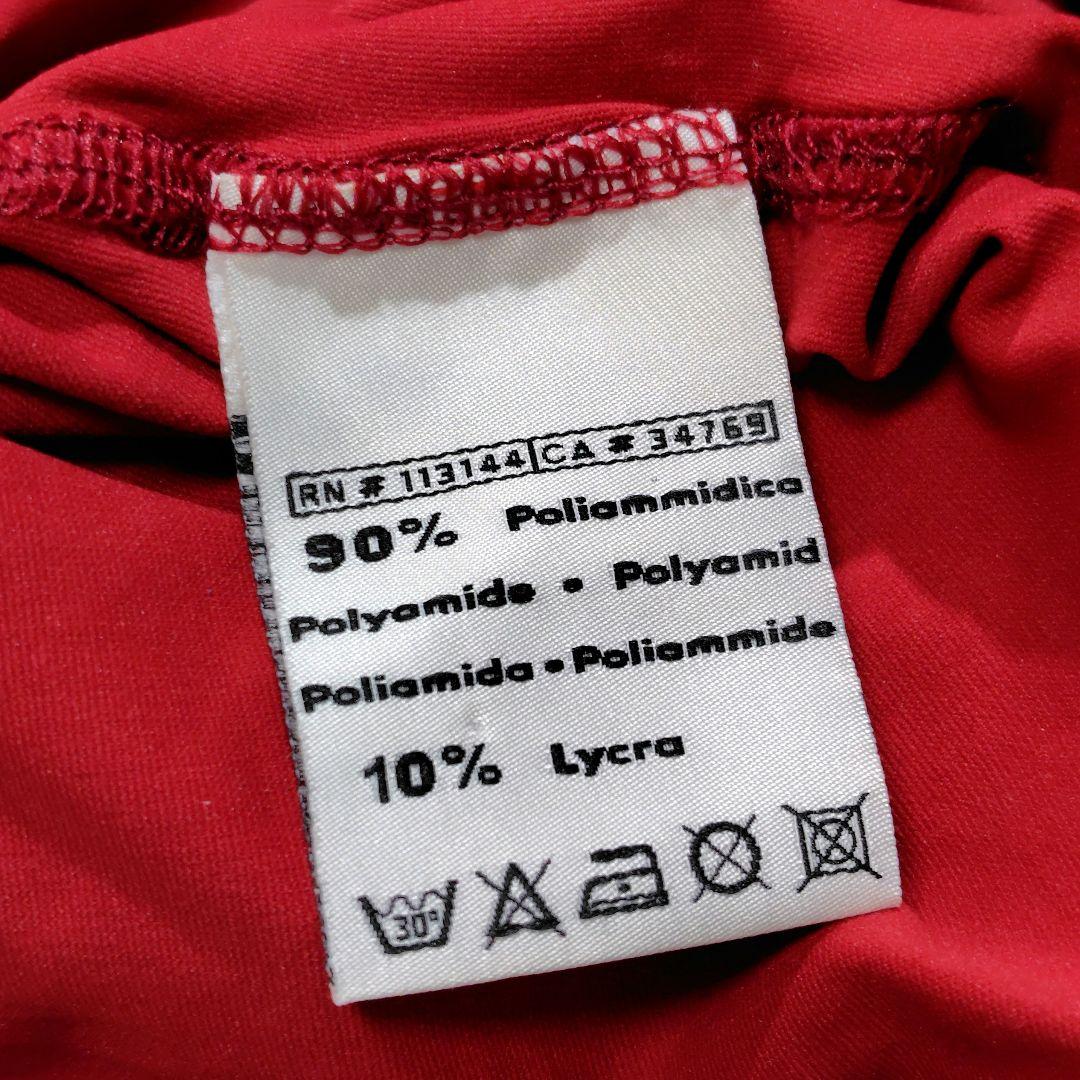 RN # 113144 CA # 34769
90% Poliammidica
Polyamide • Polyamid
Poliamida • Poliammide
10% Lycra
30°